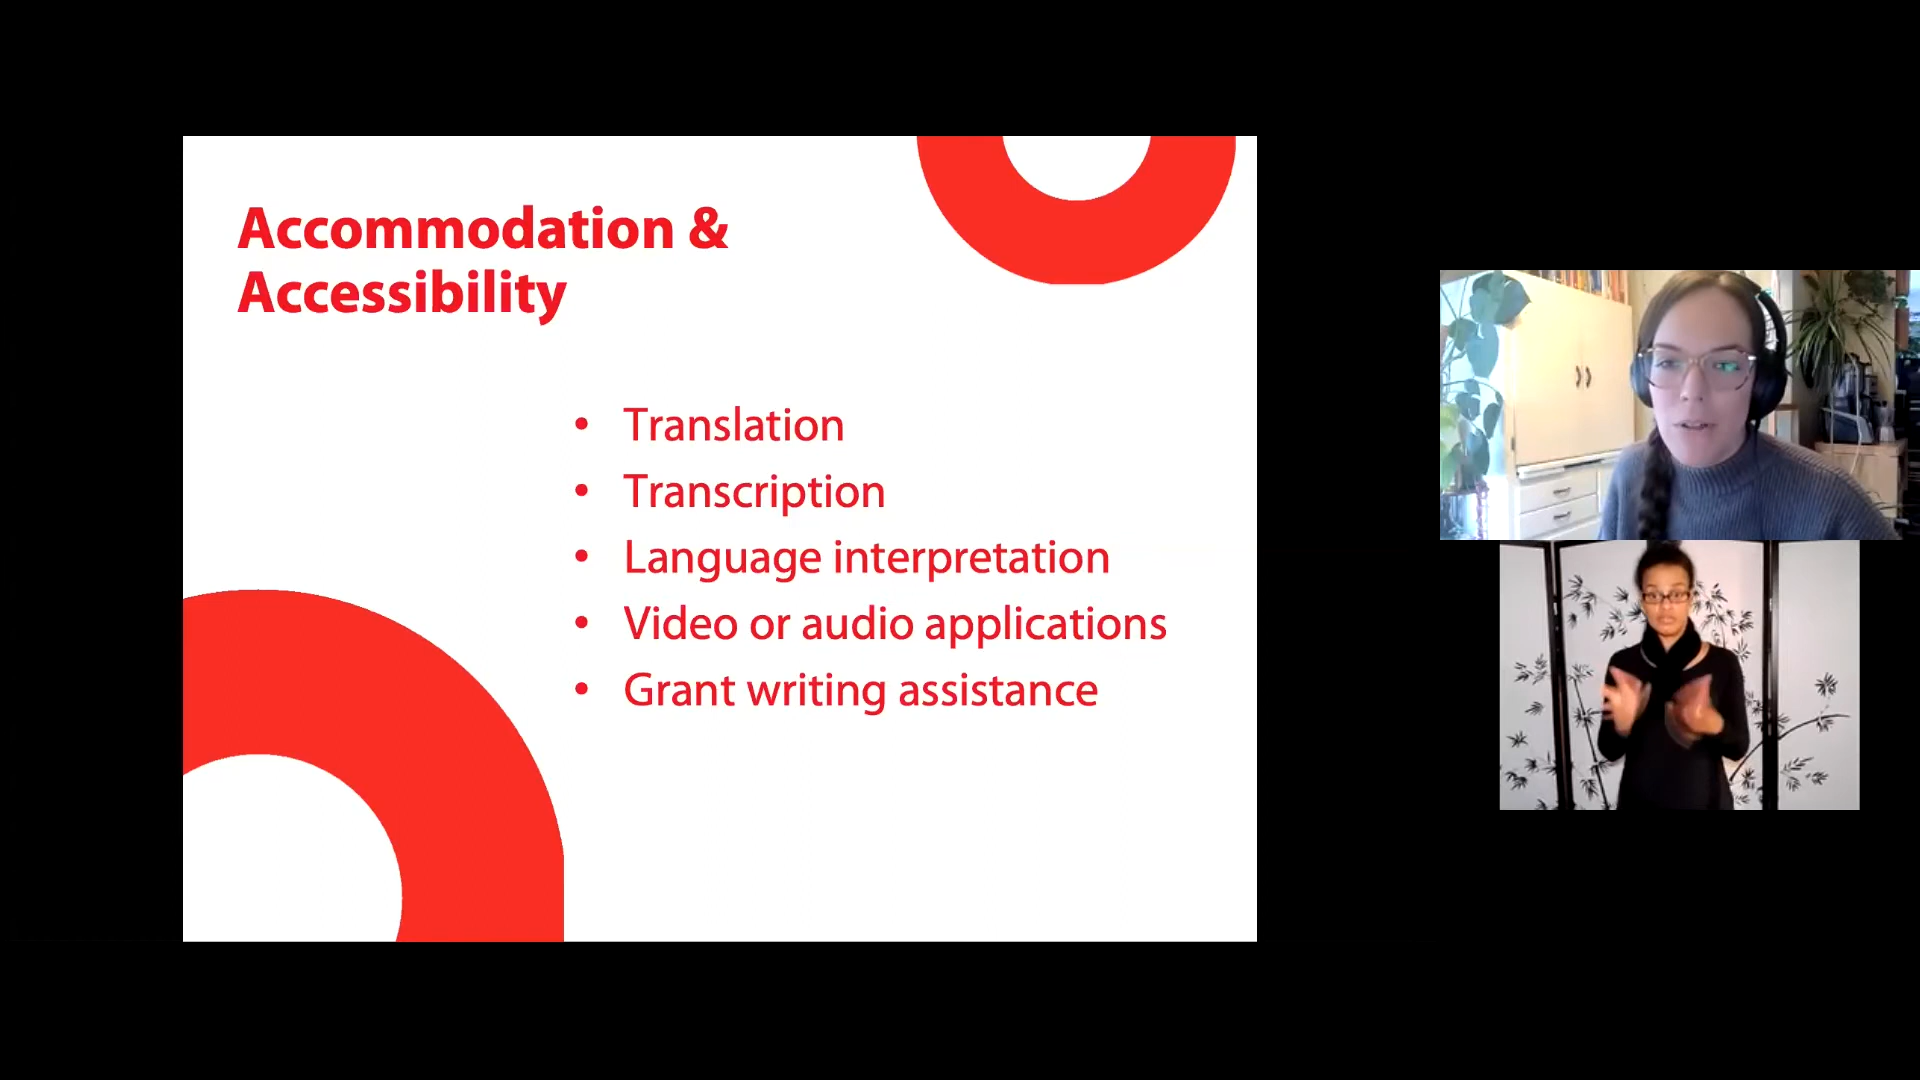 Accommodation &
Accessibility
• Translation
• Transcription
• Language interpretation
• Video or audio applications
• Grant writing assistance